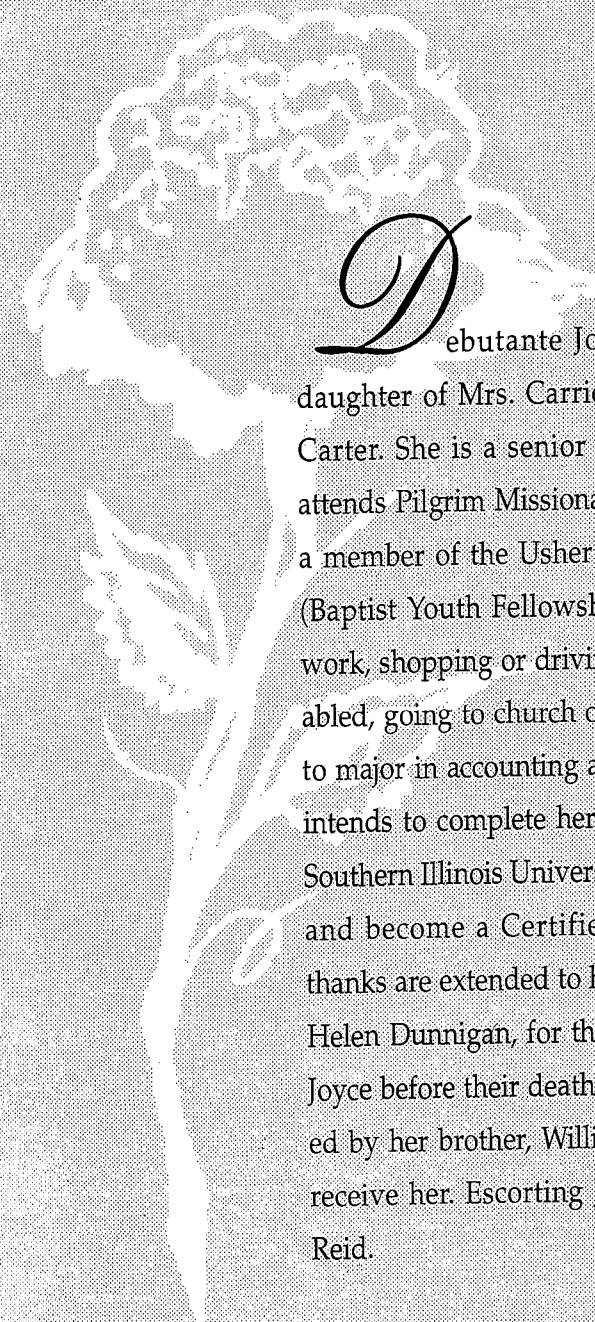 Debutante Jo
daughter of Mrs. Carrie
Carter. She is a senior
attends Pilgrim Missiona
a member of the Usher
(Baptist Youth Fellowsh
work, shopping or drivi
abled, going to church o
to major in accounting a
intends to complete her
Southern Illinois Univer
and become a Certifie
thanks are extended to h
Helen Dunnigan, for th
Joyce before their death
ed by her brother, Willi
receive her. Escorting
Reid.